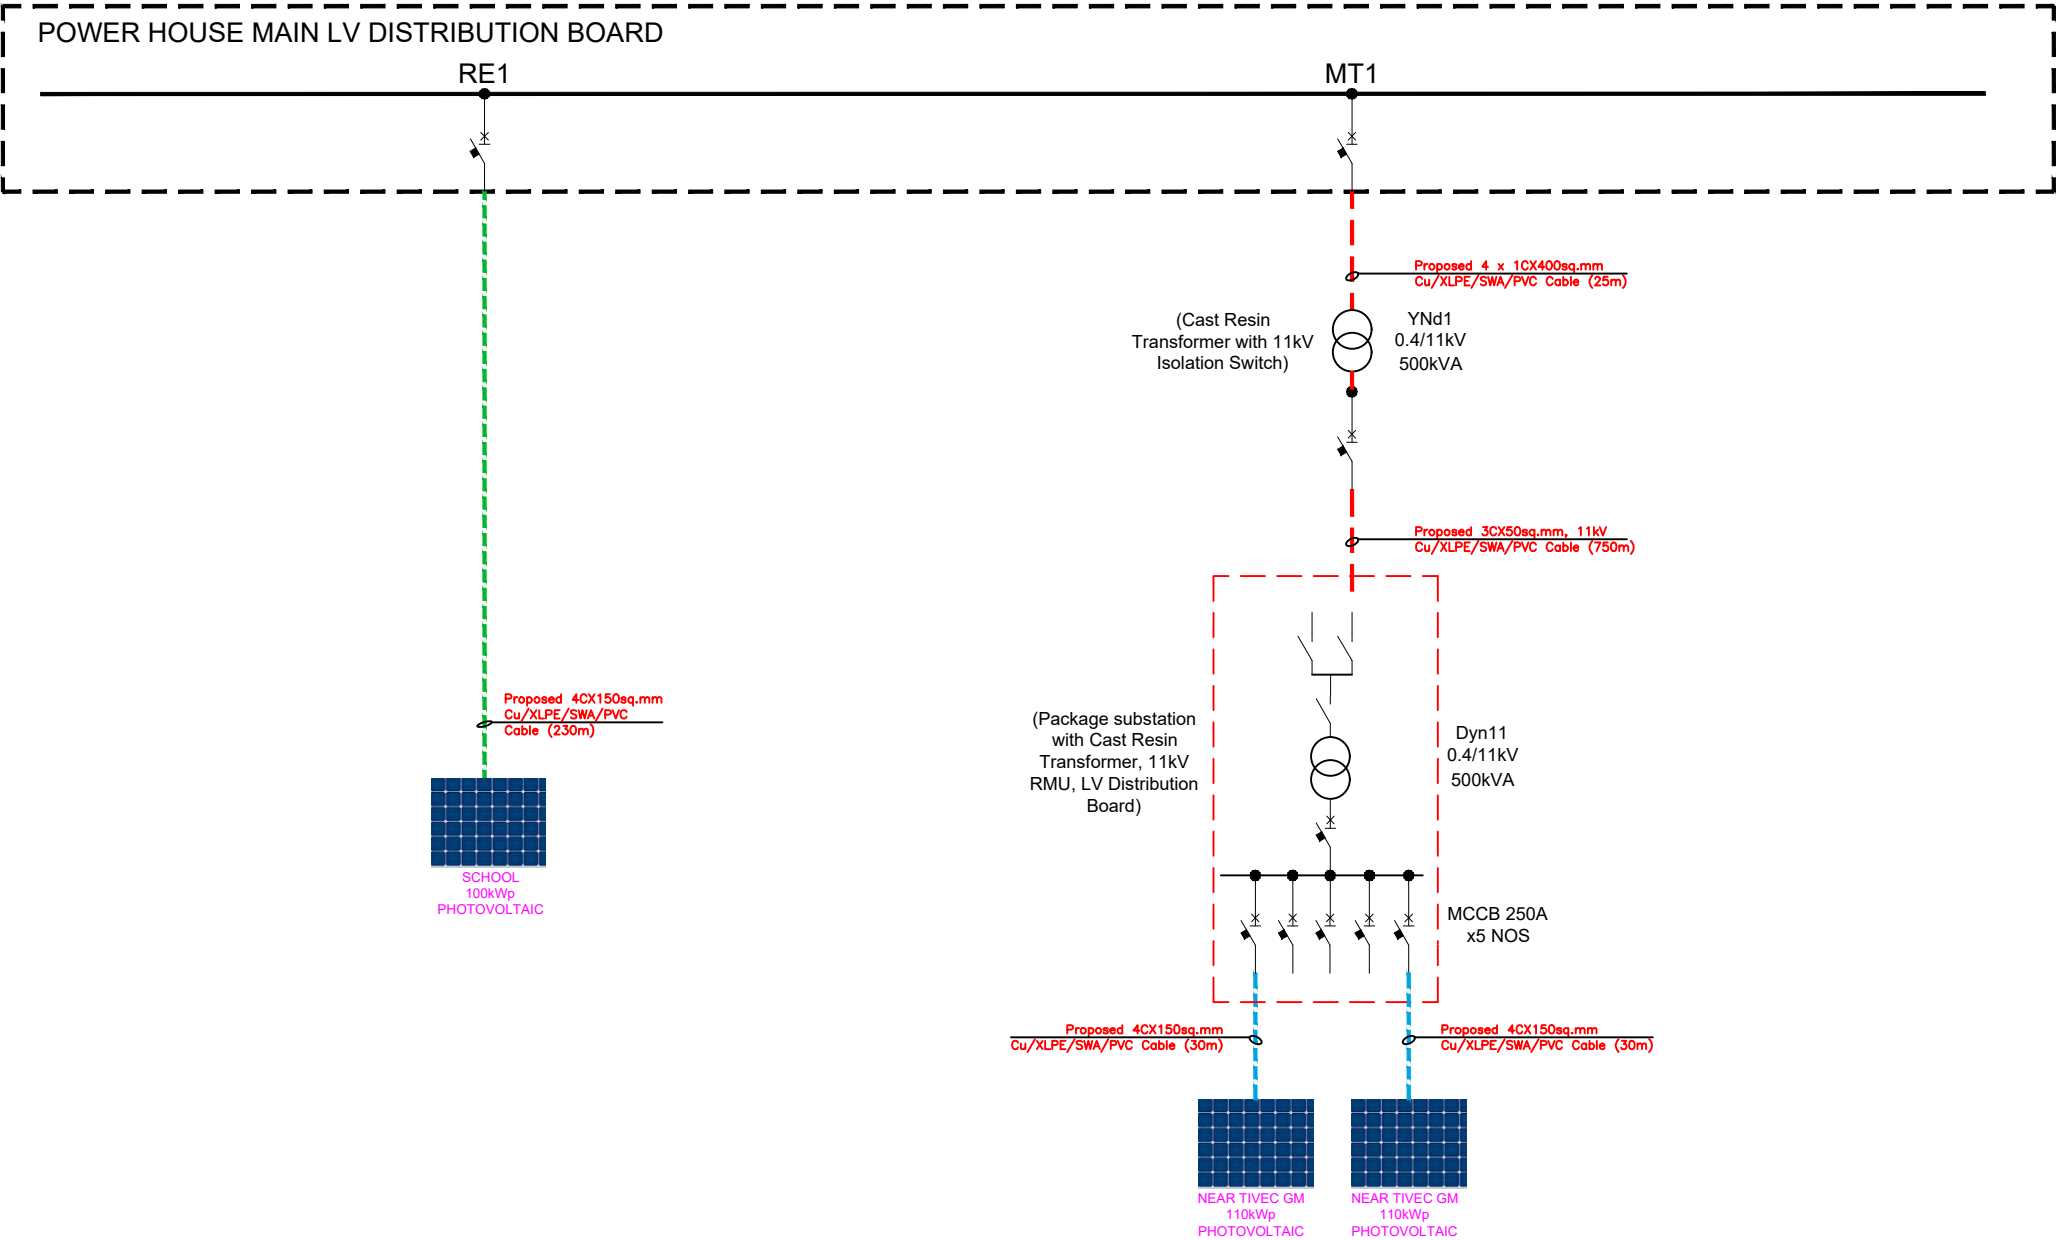 POWER HOUSE MAIN LV DISTRIBUTION BOARD
RE1
MT1
Proposed 4 x 1CX400sq.mm
Cu/XLPE/SWA/PVC Cable (25m)
(Cast Resin
Transformer with 11kV
Isolation Switch)
YNd1
0.4/11kV
500kVA
Proposed 3CX50sq.mm, 11kV
Cu/XLPE/SWA/PVC Cable (750m)
Proposed 4CX150sq.mm
Cu/XLPE/SWA/PVC
Cable (230m)
SCHOOL
100kWp
PHOTOVOLTAIC
(Package substation
with Cast Resin
Transformer, 11kV
RMU, LV Distribution
Board)
Dyn11
0.4/11kV
500kVA
MCCB 250A
x5 NOS
Proposed 4CX150sq.mm
Cu/XLPE/SWA/PVC Cable (30m)
Proposed 4CX150sq.mm
Cu/XLPE/SWA/PVC Cable (30m)
NEAR TIVEC GM
110kWp
PHOTOVOLTAIC
NEAR TIVEC GM
110kWp
PHOTOVOLTAIC